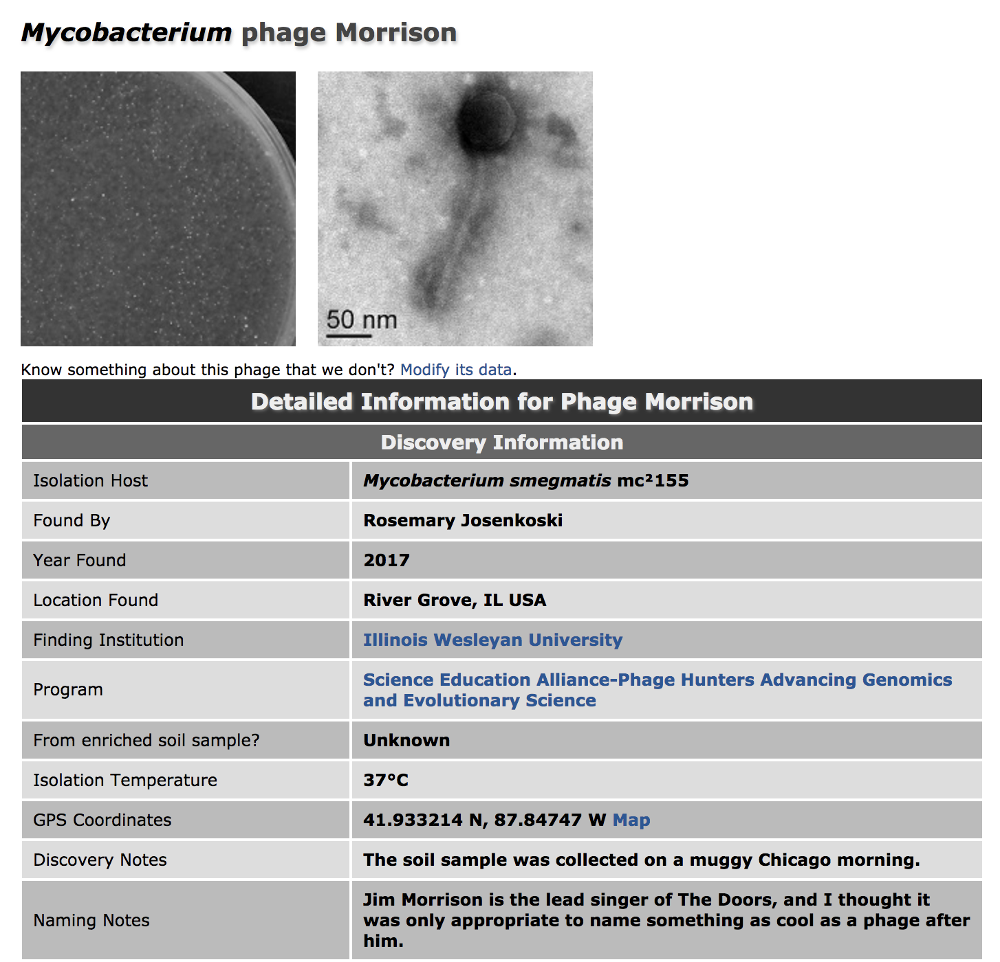 Mycobacterium phage Morrison
50 nm
Know something about this phage that we don't? Modify its data.
Detailed Information for Phage Morrison
Discovery Information
Isolation Host Mycobacterium smegmatis mc²155
Found By Rosemary Josenkoski
Year Found 2017
Location Found River Grove, IL USA
Finding Institution Illinois Wesleyan University
Program Science Education Alliance-Phage Hunters Advancing Genomics
and Evolutionary Science
From enriched soil sample? Unknown
Isolation Temperature 37°C
GPS Coordinates 41.933214 N, 87.84747 W Map
Discovery Notes The soil sample was collected on a muggy Chicago morning.
Naming Notes Jim Morrison is the lead singer of The Doors, and I thought it
was only appropriate to name something as cool as a phage after
him.